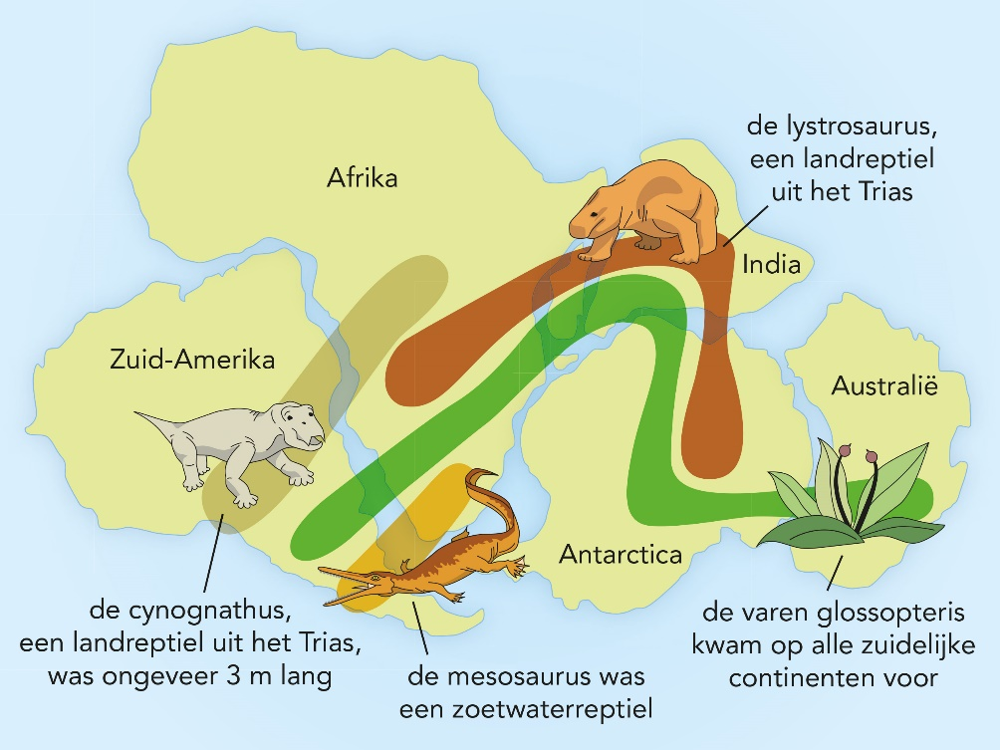 de lystrosaurus,
een landreptiel
uit het Trias
Afrika
India
Zuid-Amerika
Australië
Antarctica
de cynognathus,
een landreptiel uit het Trias,
was ongeveer 3 m lang
de mesosaurus was
een zoetwaterreptiel
de varen glossopteris
kwam op alle zuidelijke
continenten voor